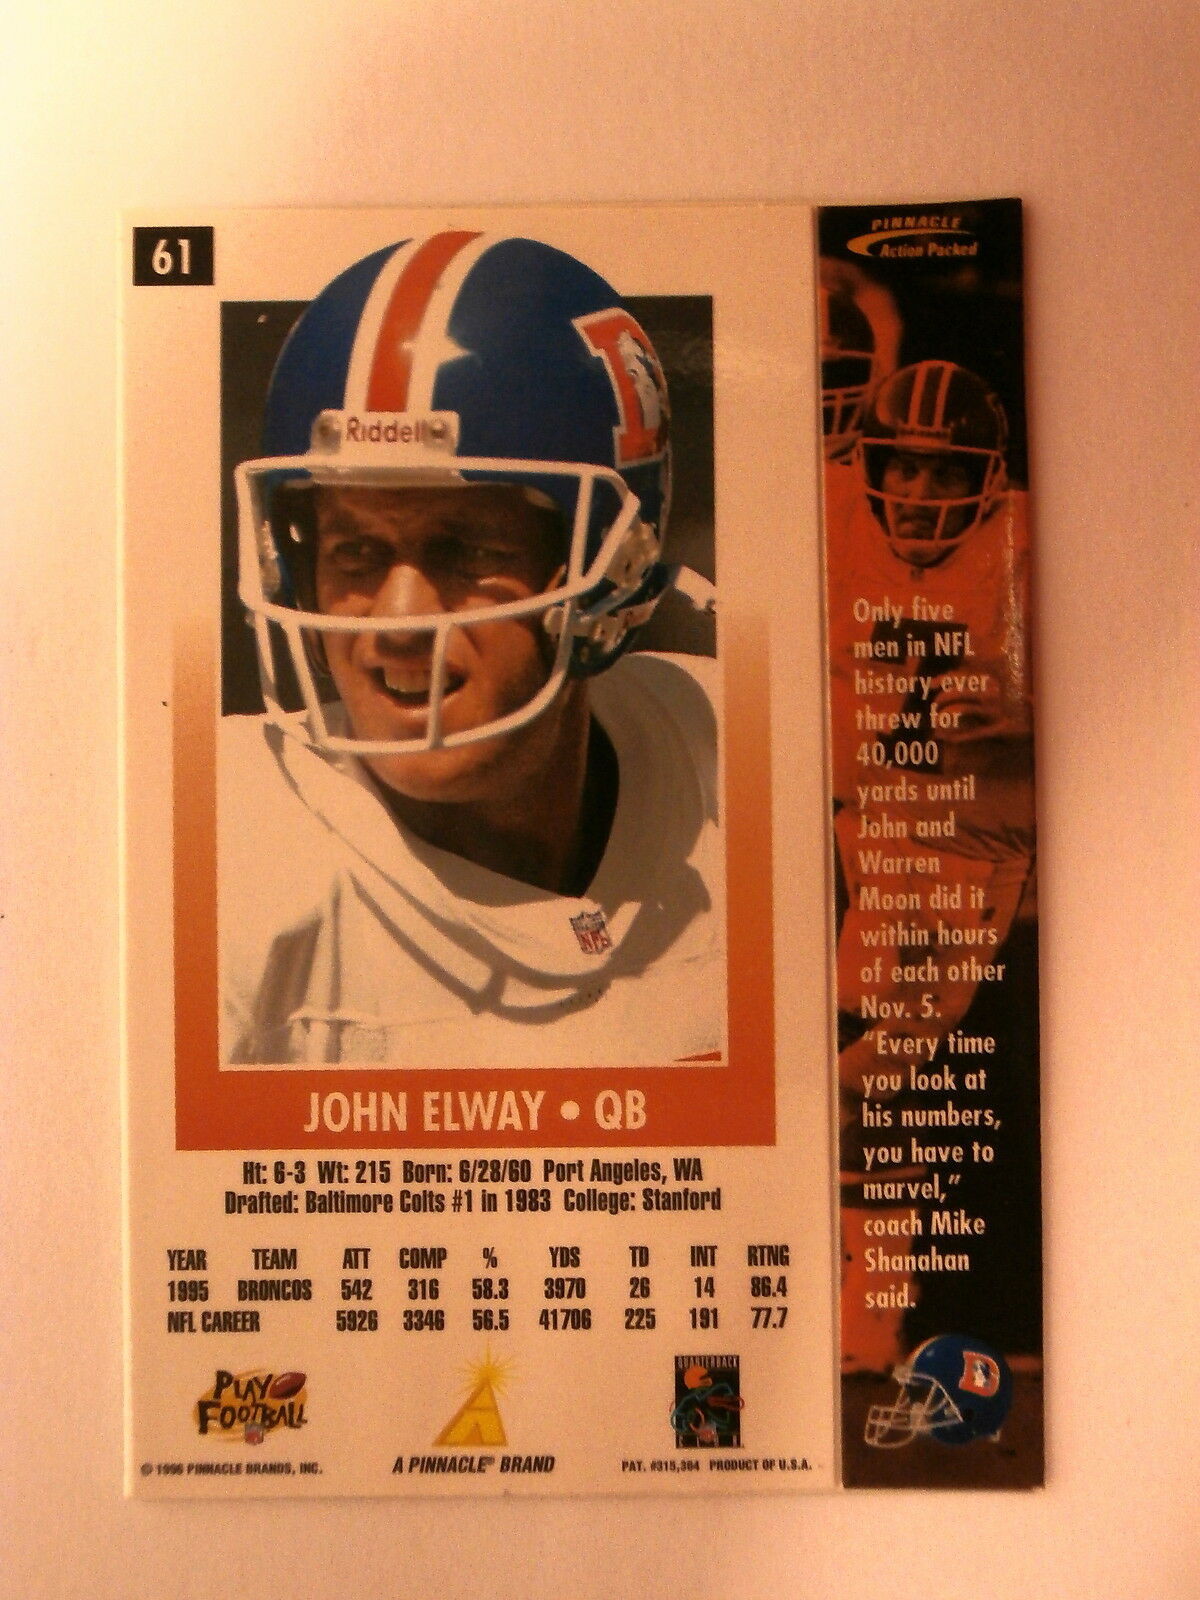 61
PINNACLE
Action Packed
Riddell
NFL
JOHN ELWAY • QB
Ht: 6-3 Wt: 215 Born: 6/28/60 Port Angeles, WA
Drafted: Baltimore Colts #1 in 1983 College: Stanford
YEAR TEAM ATT COMP % YDS TD INT RTNG
1995 BRONCOS 542 316 58.3 3970 26 14 86.4
NFL CAREER 5926 3346 56.5 41706 225 191 77.7
PLAY
FOOTBALL
QUARTERBACK
CLUB
© 1996 PINNACLE BRANDS, INC.
A PINNACLE® BRAND
PAT. #315,364 PRODUCT OF U.S.A.
Only five
men in NFL
history ever
threw for
40,000
yards until
John and
Warren
Moon did it
within hours
of each other
Nov. 5.
"Every time
you look at
his numbers,
you have to
marvel,"
coach Mike
Shanahan
said.